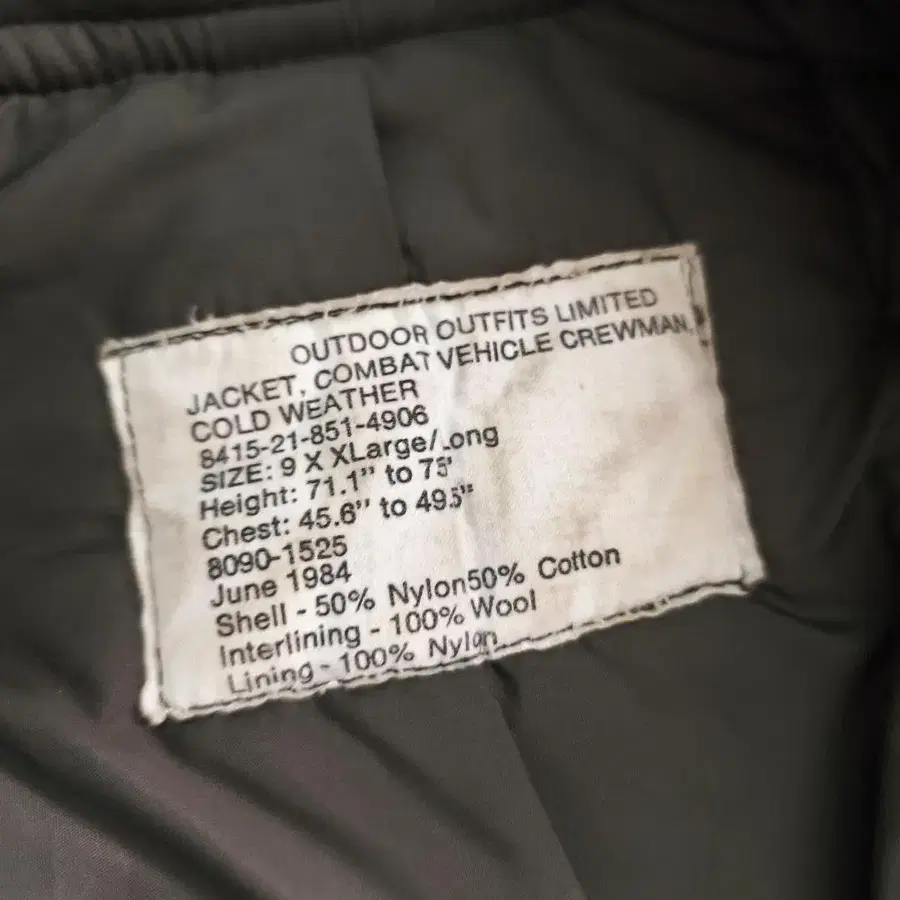 OUTDOOR OUTFITS LIMITED
JACKET, COMBAT VEHICLE CREWMAN,
COLD WEATHER
8415-21-851-4906
SIZE: 9 X XLarge/Long
Height: 71.1" to 75"
Chest: 45.6" to 49.5"
8090-1525
June 1984
Shell - 50% Nylon50% Cotton
Interlining - 100% Wool
Lining - 100% Nylon